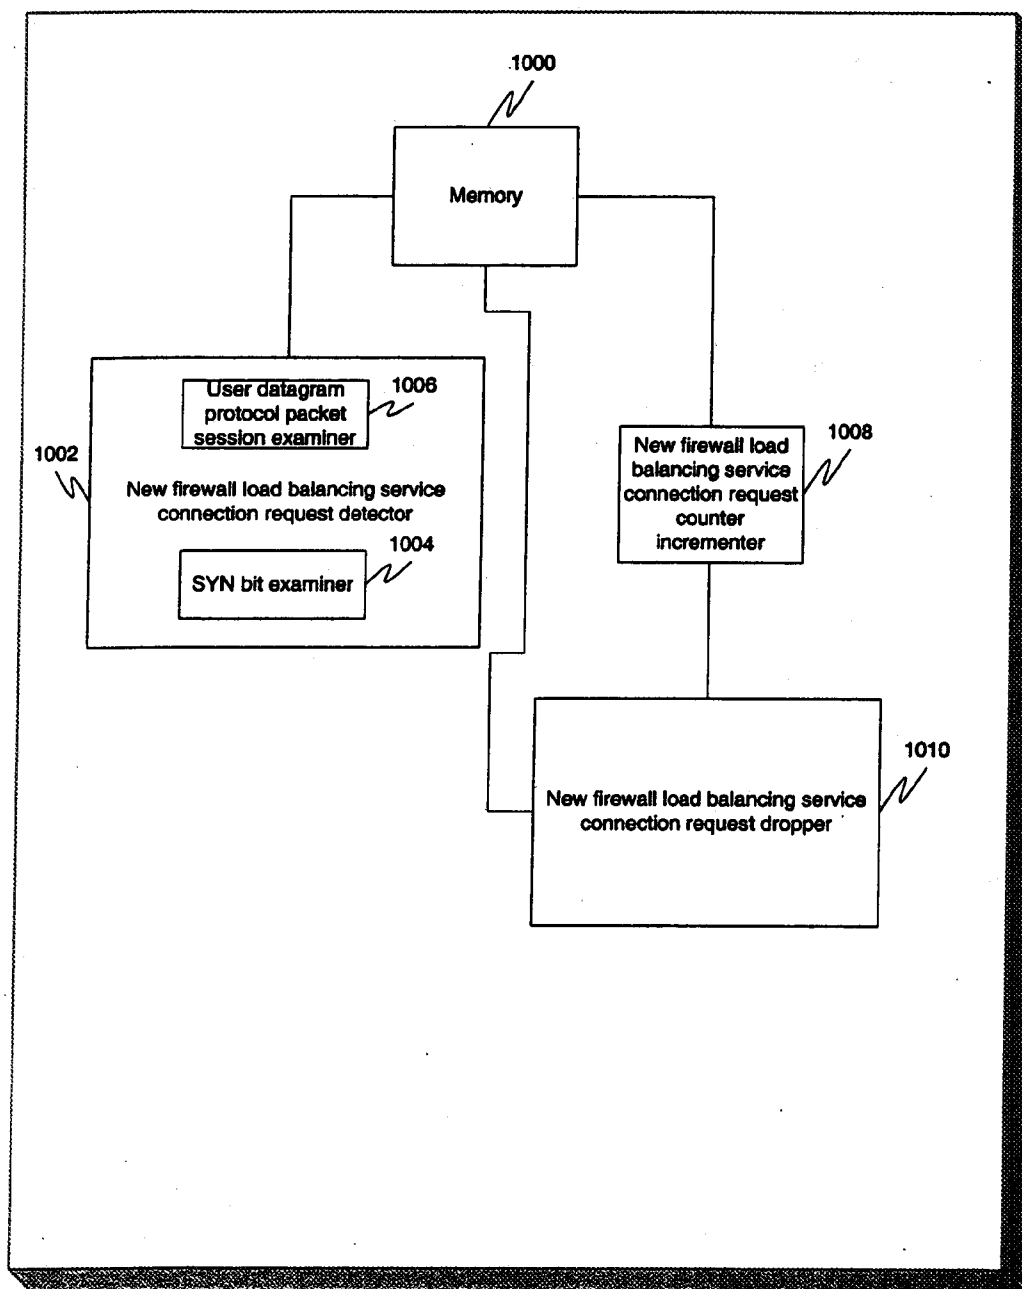 1000
Memory
User datagram
protocol packet
session examiner
1006
1002
New firewall load balancing service
connection request detector
1004
SYN bit examiner
New firewall load
balancing service
connection request
counter
incrementer
1008
1010
New firewall load balancing service
connection request dropper